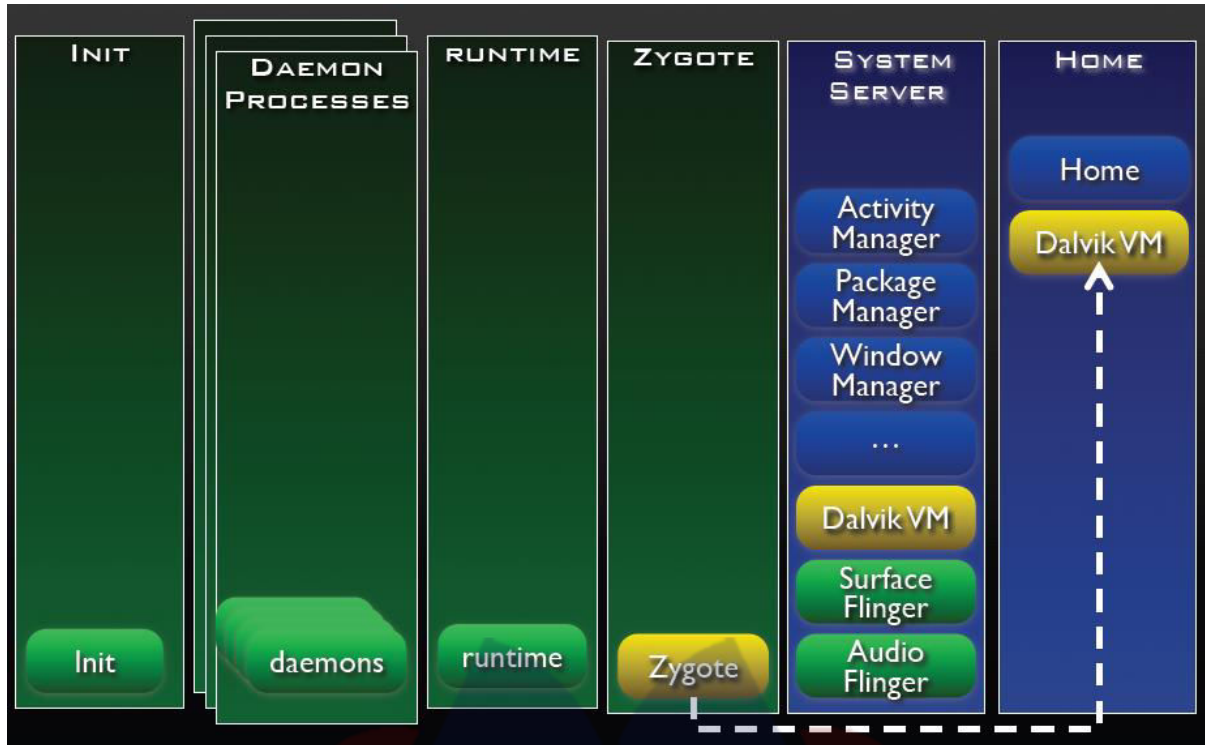 INIT
Init
DAEMON
PROCESSES
daemons
RUNTIME
runtime
ZYGOTE
Zygote
SYSTEM
SERVER
Activity
Manager
Package
Manager
Window
Manager
...
Dalvik VM
Surface
Flinger
Audio
Flinger
HOME
Home
Dalvik VM